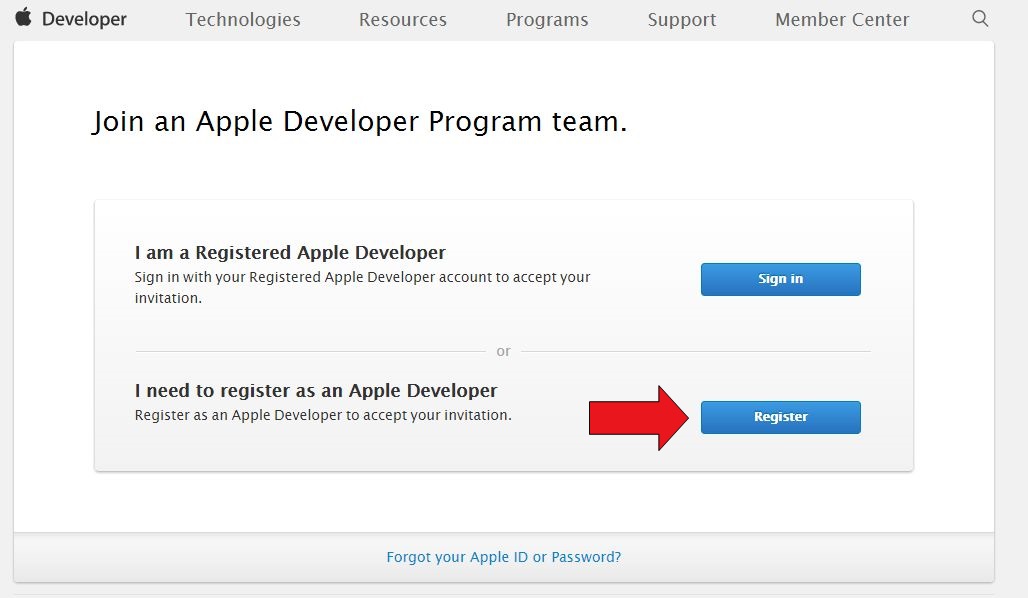 Developer Technologies Resources Programs Support Member Center
Join an Apple Developer Program team.
I am a Registered Apple Developer
Sign in with your Registered Apple Developer account to accept your
invitation.
Sign in
or
I need to register as an Apple Developer
Register as an Apple Developer to accept your invitation.
Register
Forgot your Apple ID or Password?